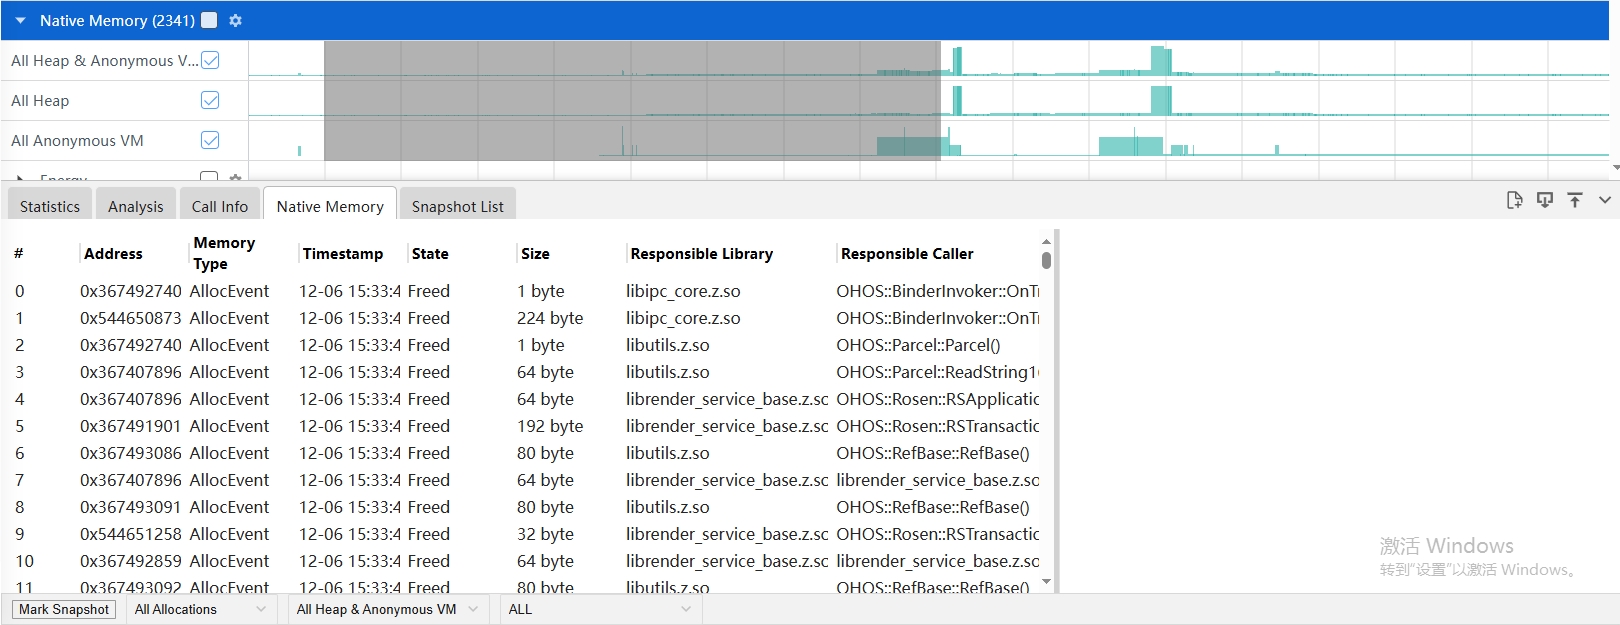 Native Memory (2341)
All Heap & Anonymous V...
All Heap
All Anonymous VM
Energy
Statistics Analysis Call Info Native Memory Snapshot List
# Address Memory Type Timestamp State Size Responsible Library Responsible Caller
0 0x367492740 AllocEvent 12-06 15:33:4 Freed 1 byte libipc_core.z.so OHOS::BinderInvoker::OnTr
1 0x544650873 AllocEvent 12-06 15:33:4 Freed 224 byte libipc_core.z.so OHOS::BinderInvoker::OnTr
2 0x367492740 AllocEvent 12-06 15:33:4 Freed 1 byte libutils.z.so OHOS::Parcel::Parcel()
3 0x367407896 AllocEvent 12-06 15:33:4 Freed 64 byte libutils.z.so OHOS::Parcel::ReadString1
4 0x367407896 AllocEvent 12-06 15:33:4 Freed 64 byte librender_service_base.z.so OHOS::Rosen::RSApplicatic
5 0x367491901 AllocEvent 12-06 15:33:4 Freed 192 byte librender_service_base.z.so OHOS::Rosen::RSTransactic
6 0x367493086 AllocEvent 12-06 15:33:4 Freed 80 byte libutils.z.so OHOS::RefBase::RefBase()
7 0x367407896 AllocEvent 12-06 15:33:4 Freed 64 byte librender_service_base.z.so librender_service_base.z.so
8 0x367493091 AllocEvent 12-06 15:33:4 Freed 80 byte libutils.z.so OHOS::RefBase::RefBase()
9 0x544651258 AllocEvent 12-06 15:33:4 Freed 32 byte librender_service_base.z.so OHOS::Rosen::RSTransactic
10 0x367492859 AllocEvent 12-06 15:33:4 Freed 64 byte librender_service_base.z.so librender_service_base.z.so
11 0x367493092 AllocEvent 12-06 15:33:4 Freed 80 byte libutils.z.so OHOS::RefBase::RefBase()
激活 Windows
转到“设置”以激活 Windows。
Mark Snapshot All Allocations All Heap & Anonymous VM ALL